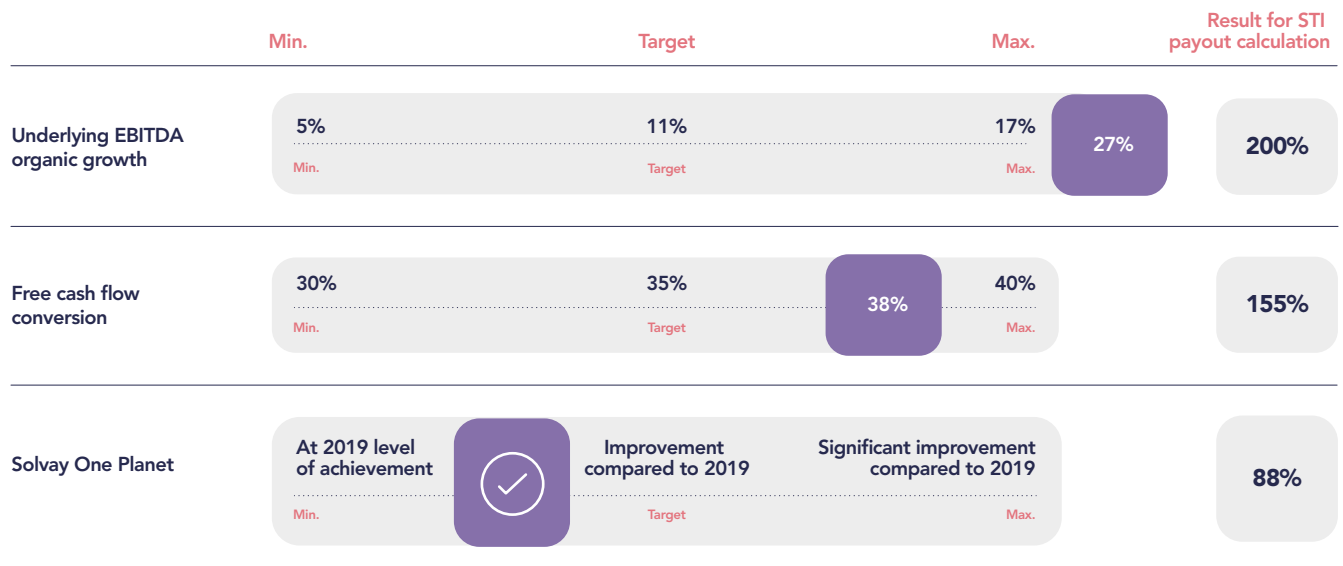 Min.
Target
Max.
Result for STI
payout calculation
Underlying EBITDA
organic growth
5%
11%
17%
27%
200%
Min.
Target
Max.
Free cash flow
conversion
30%
35%
38%
40%
155%
Min.
Target
Max.
Solvay One Planet
At 2019 level
of achievement
Improvement
compared to 2019
Significant improvement
compared to 2019
88%
Min.
Target
Max.